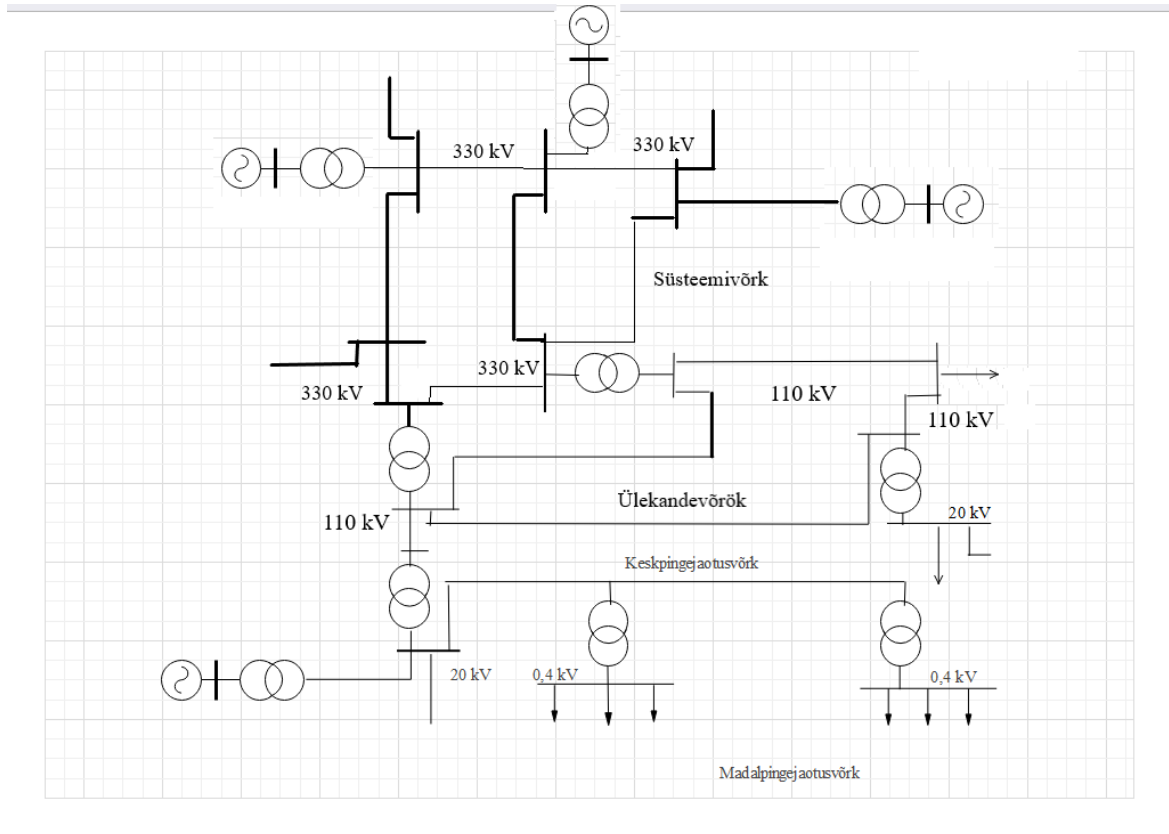 330 kV
330 kV
Süsteemivõrk
330 kV
330 kV
110 kV
110 kV
Ülekandevõrök
110 kV
20 kV
Keskpingejaotusvõrk
20 kV
0,4 kV
0,4 kV
Madalpingejaotusvõrk